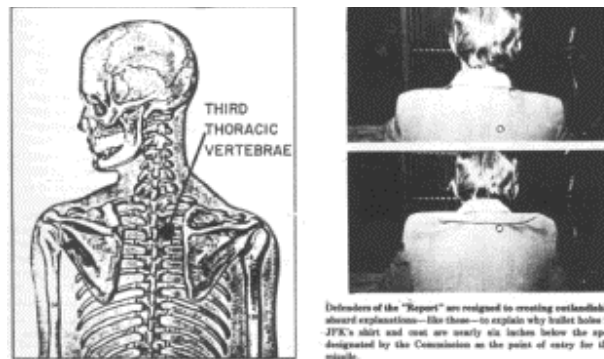 THIRD
THORACIC
VERTEBRAE
Defenders of the "Report" are resigned to creating outlandish
absurd explanations—like these—to explain why bullet holes
JFK's shirt and coat are nearly six inches below the
designated by the Commission as the point of entry for
missile.